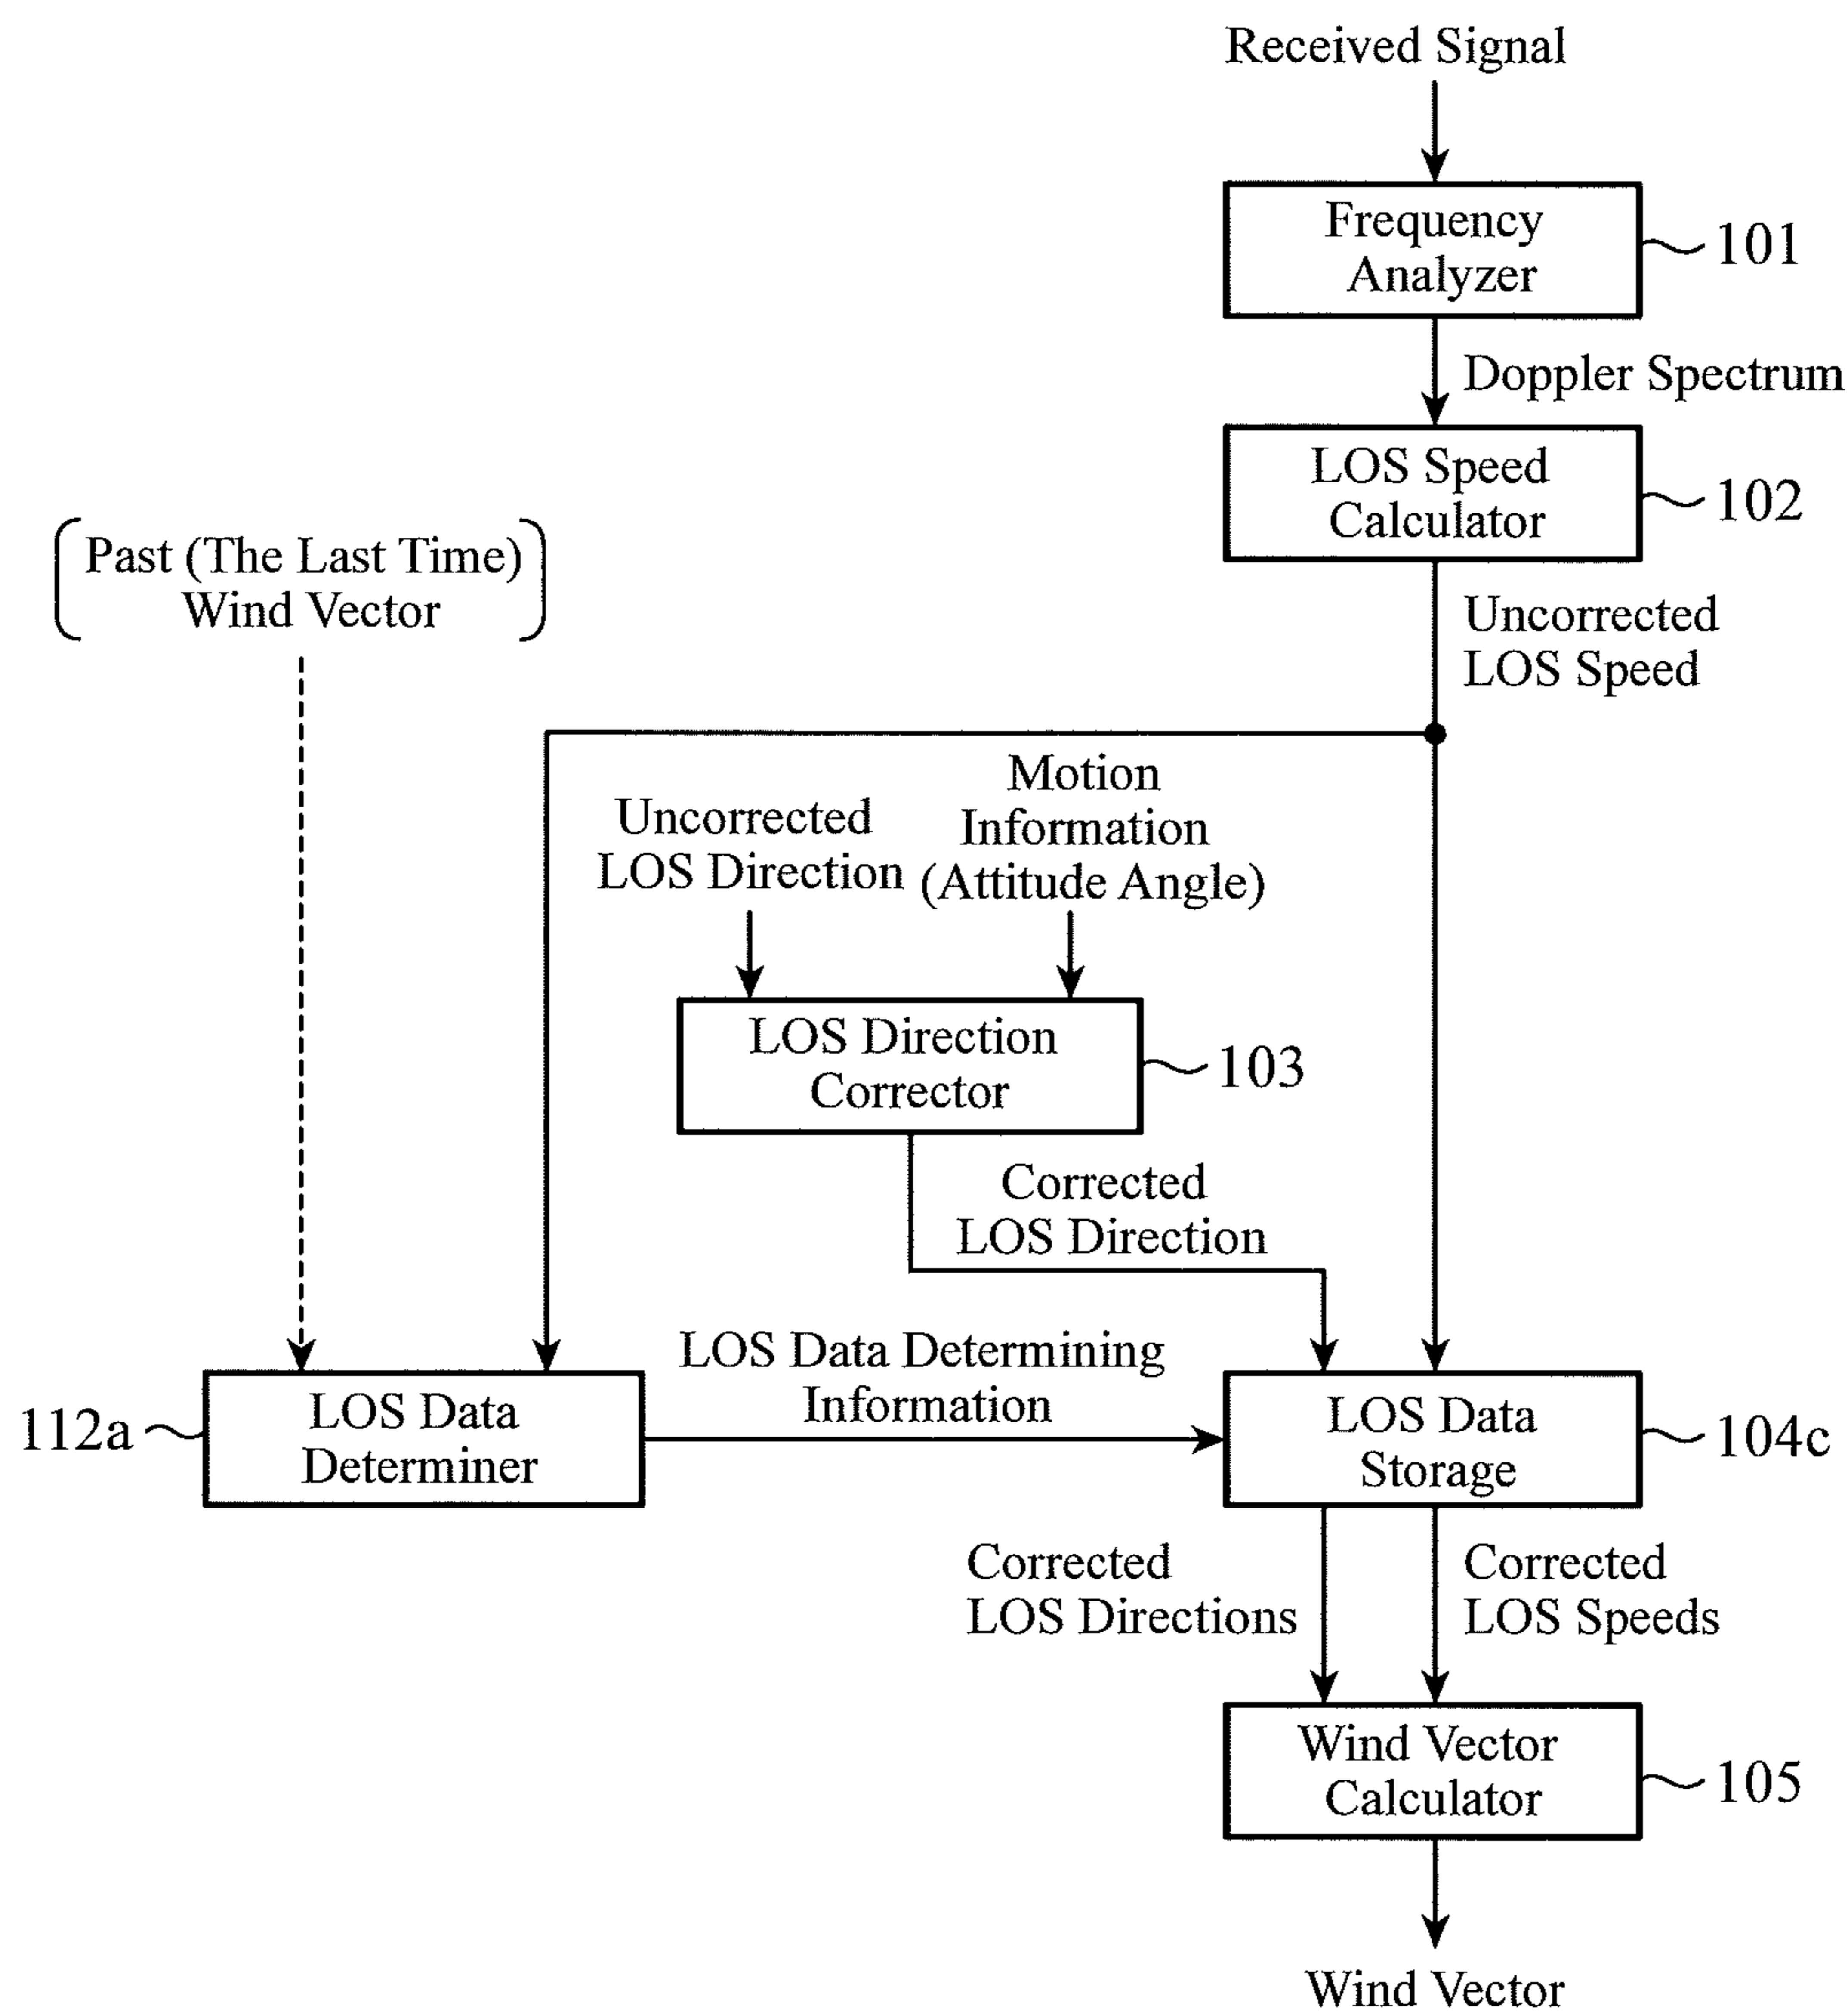 Received Signal
Frequency
Analyzer
101
Doppler Spectrum
LOS Speed
Calculator
102
Past (The Last Time)
Wind Vector
Uncorrected
LOS Speed
Uncorrected
LOS Direction
Motion
Information
(Attitude Angle)
LOS Direction
Corrector
103
Corrected
LOS Direction
LOS Data Determining
Information
112a
LOS Data
Determiner
LOS Data
Storage
104c
Corrected
LOS Directions
Corrected
LOS Speeds
Wind Vector
Calculator
105
Wind Vector